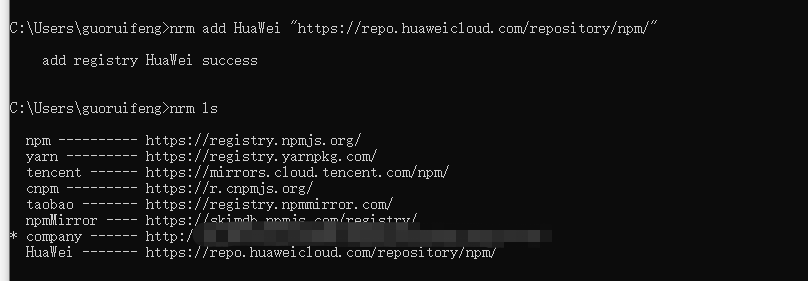 C:\Users\guoruifeng>nrm add HuaWei "https://repo.huaweicloud.com/repository/npm/"
add registry HuaWei success
C:\Users\guoruifeng>nrm ls
npm ---------- https://registry.npmjs.org/
yarn --------- https://registry.yarnpkg.com/
tencent ------ https://mirrors.cloud.tencent.com/npm/
cnpm --------- https://r.cnpmjs.org/
taobao ------- https://registry.npmmirror.com/
npmMirror ---- https://skimdb.npmjs.com/registry/
* company ------ http:/
HuaWei ------- https://repo.huaweicloud.com/repository/npm/